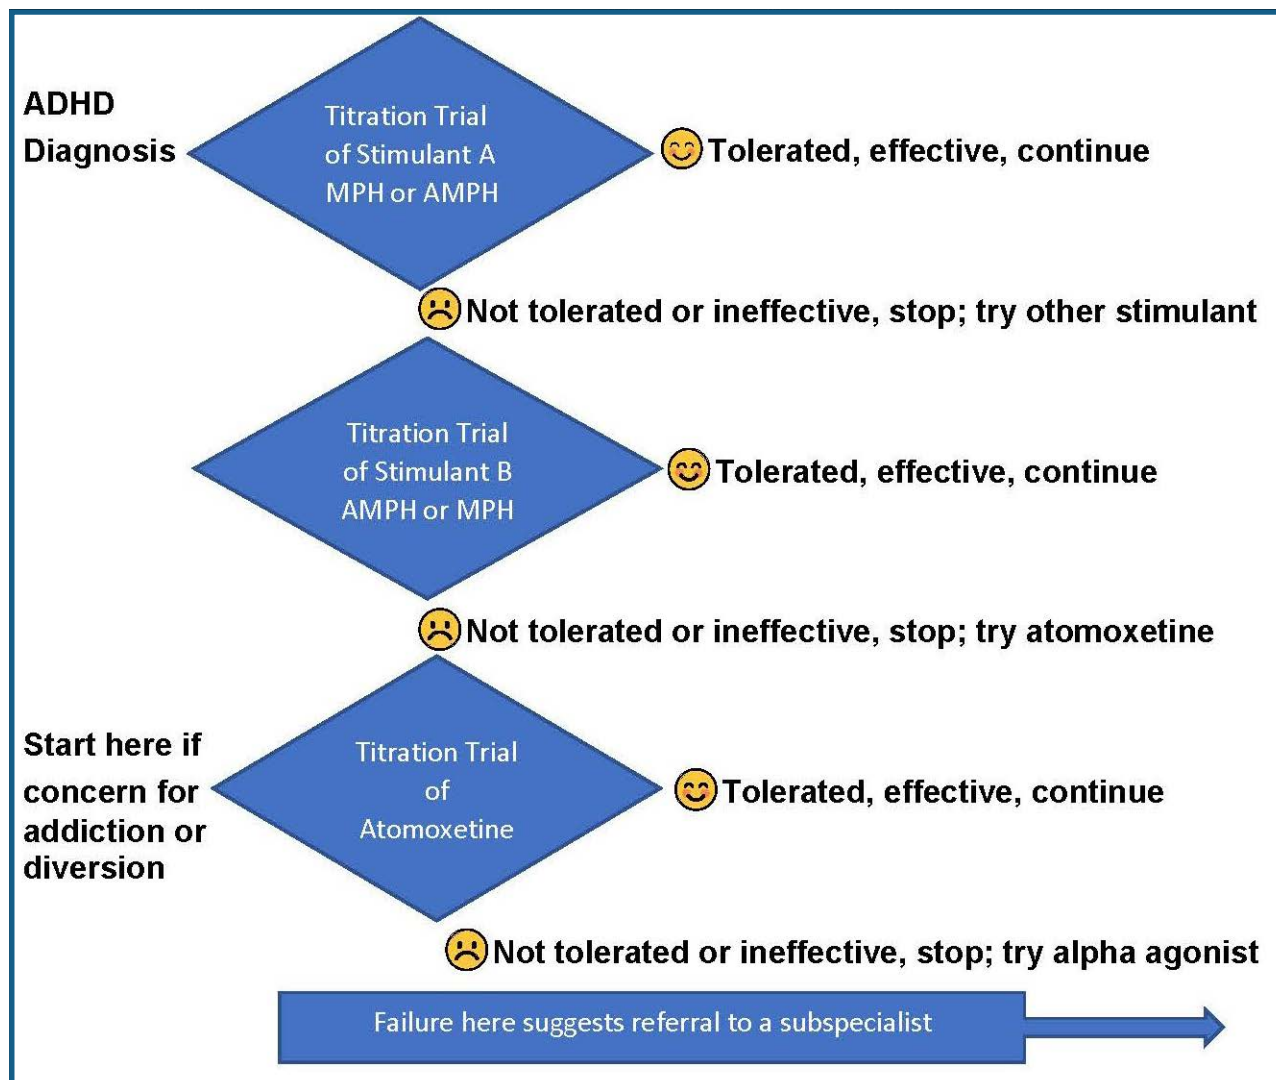 ADHD
Diagnosis
Titration Trial
of Stimulant A
MPH or AMPH
Tolerated, effective, continue
Not tolerated or ineffective, stop; try other stimulant
Titration Trial
of Stimulant B
AMPH or MPH
Tolerated, effective, continue
Not tolerated or ineffective, stop; try atomoxetine
Start here if
concern for
addiction or
diversion
Titration Trial
of
Atomoxetine
Tolerated, effective, continue
Not tolerated or ineffective, stop; try alpha agonist
Failure here suggests referral to a subspecialist